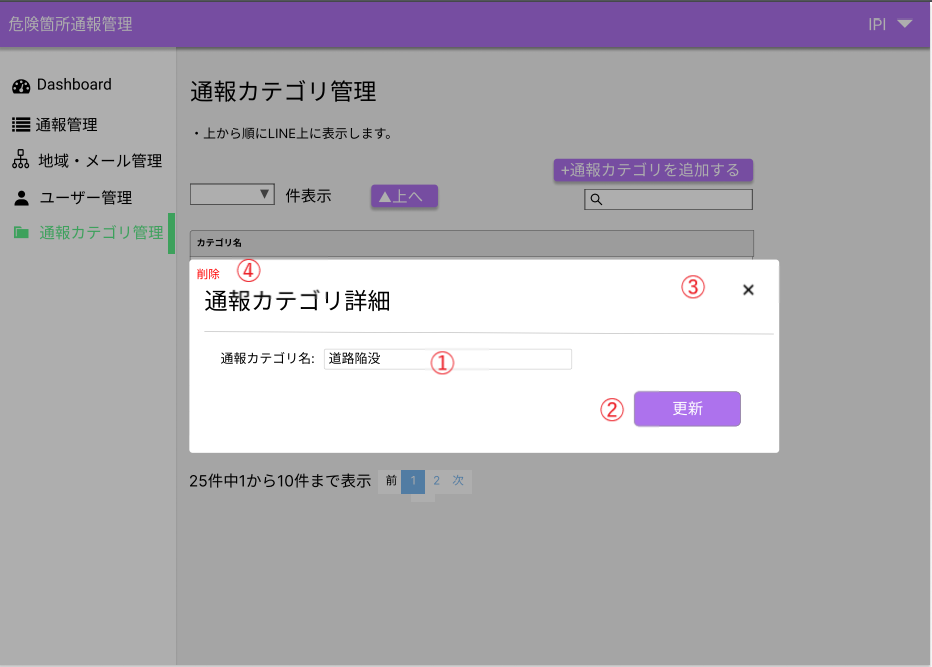 危険箇所通報管理
IPI
Dashboard
通報管理
地域・メール管理
ユーザー管理
通報カテゴリ管理
通報カテゴリ管理
・上から順にLINE上に表示します。
+通報カテゴリを追加する
▼ 件表示
▲上へ
カテゴリ名
削除 ④
通報カテゴリ詳細
③ ×
通報カテゴリ名: 道路陥没 ①
② 更新
25件中1から10件まで表示 前 1 2 次